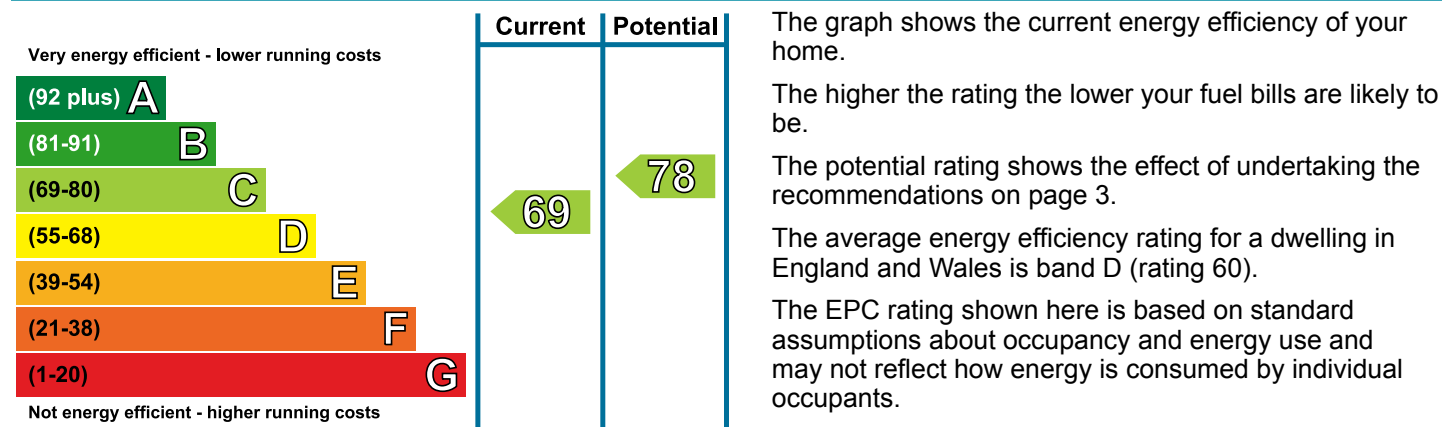 Current Potential
Very energy efficient - lower running costs
(92 plus) A
(81-91) B
(69-80) C
(55-68) D
(39-54) E
(21-38) F
(1-20) G
Not energy efficient - higher running costs
69
78
The graph shows the current energy efficiency of your
home.
The higher the rating the lower your fuel bills are likely to
be.
The potential rating shows the effect of undertaking the
recommendations on page 3.
The average energy efficiency rating for a dwelling in
England and Wales is band D (rating 60).
The EPC rating shown here is based on standard
assumptions about occupancy and energy use and
may not reflect how energy is consumed by individual
occupants.